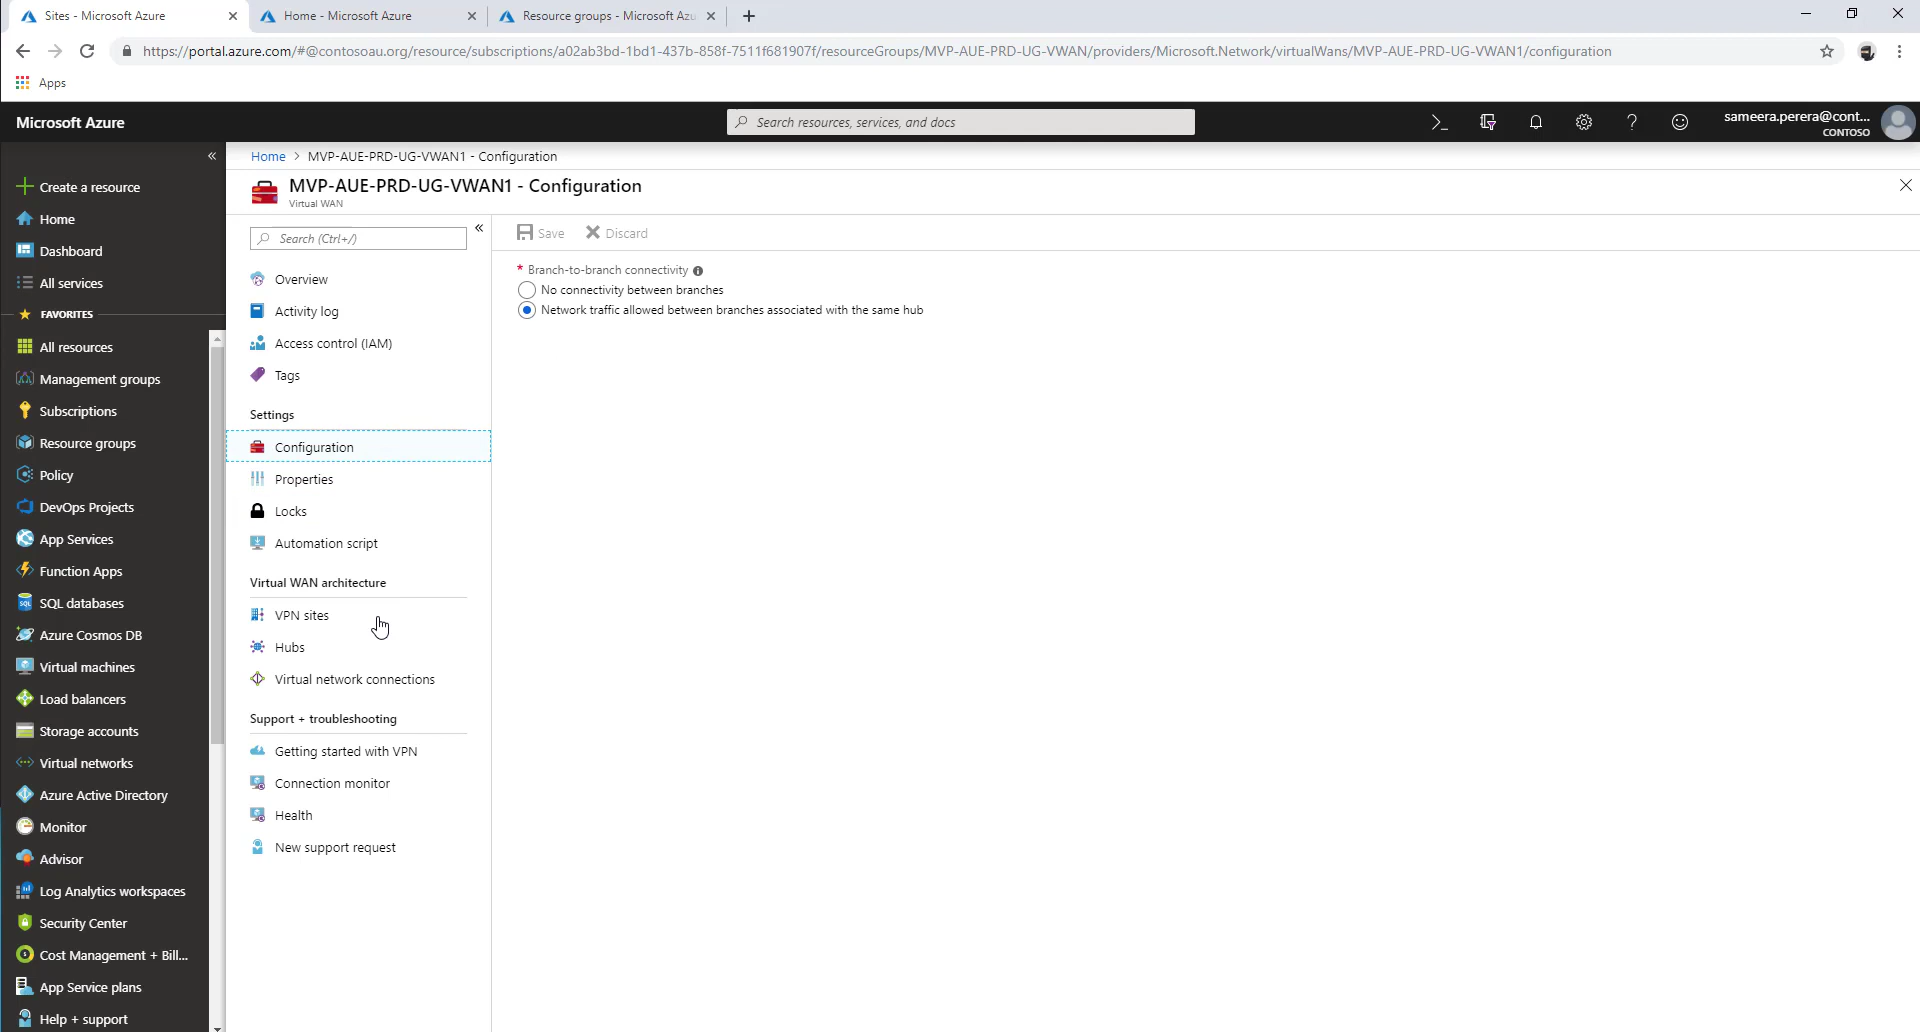 Sites - Microsoft Azure
Home - Microsoft Azure
Resource groups - Microsoft Azu
https://portal.azure.com/#@contosoau.org/resource/subscriptions/a02ab3bd-1bd1-437b-858f-7511f681907f/resourceGroups/MVP-AUE-PRD-UG-VWAN/providers/Microsoft.Network/virtualWans/MVP-AUE-PRD-UG-VWAN1/configuration
Apps
Microsoft Azure
Search resources, services, and docs
sameera.perera@cont...
CONTOSO
Create a resource
Home
Dashboard
All services
FAVORITES
All resources
Management groups
Subscriptions
Resource groups
Policy
DevOps Projects
App Services
Function Apps
SQL databases
Azure Cosmos DB
Virtual machines
Load balancers
Storage accounts
Virtual networks
Azure Active Directory
Monitor
Advisor
Log Analytics workspaces
Security Center
Cost Management + Bill...
App Service plans
Help + support
Home > MVP-AUE-PRD-UG-VWAN1 - Configuration
MVP-AUE-PRD-UG-VWAN1 - Configuration
Virtual WAN
Search (Ctrl+/)
Overview
Activity log
Access control (IAM)
Tags
Settings
Configuration
Properties
Locks
Automation script
Virtual WAN architecture
VPN sites
Hubs
Virtual network connections
Support + troubleshooting
Getting started with VPN
Connection monitor
Health
New support request
Save
Discard
* Branch-to-branch connectivity
No connectivity between branches
Network traffic allowed between branches associated with the same hub